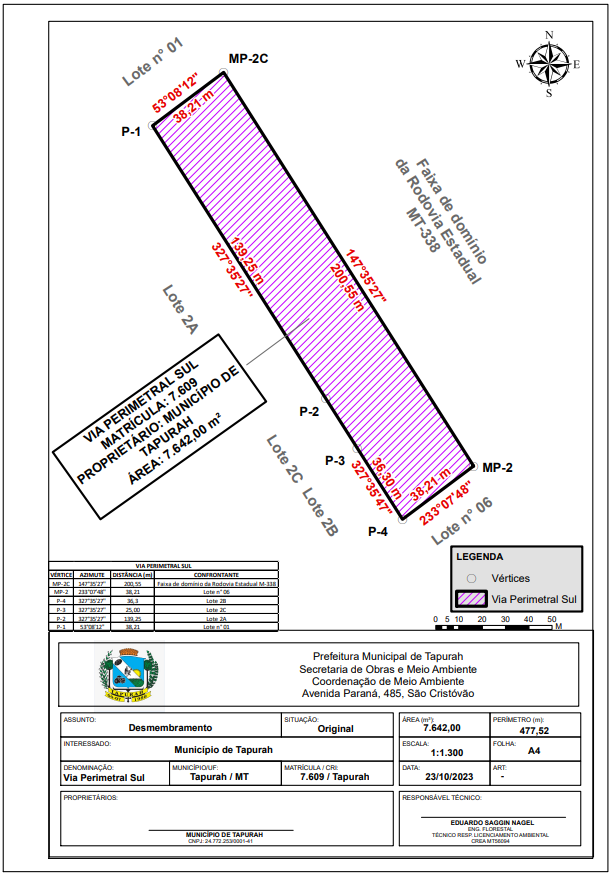 Lote n° 01
MP-2C
N
W E
S
53°08'12"
38,21 m
P-1
Faixa de domínio
da Rodovia Estadual
MT-338
139,25 m
327°35'27"
147°35'27"
200,55 m
Lote 2A
VIA PERIMETRAL SUL
MATRÍCULA: 7.609
PROPRIETÁRIO: MUNICÍPIO DE
TAPURAH
ÁREA: 7.642,00 m²
P-2
P-3
Lote 2C
Lote 2B
36,30 m
327°35'47"
MP-2
38,21 m
233°07'48"
P-4
Lote n° 06
LEGENDA
Vértices
Via Perimetral Sul
0 5 10 20 30 40 50
M
VIA PERIMETRAL SUL
VÉRTICE AZIMUTE DISTÂNCIA (m) CONFRONTANTE
MP-2C 147°35'27" 200,55 Faixa de domínio da Rodovia Estadual M-338
MP-2 233°07'48" 38,21 Lote n° 06
P-4 327°35'27" 36,3 Lote 2B
P-3 327°35'27" 25,00 Lote 2C
P-2 327°35'27" 139,25 Lote 2A
P-1 53°08'12" 38,21 Lote n° 01
TAPURAH
Prefeitura Municipal de Tapurah
Secretaria de Obras e Meio Ambiente
Coordenação de Meio Ambiente
Avenida Paraná, 485, São Cristóvão
ASSUNTO:
Desmembramento
SITUAÇÃO:
Original
ÁREA (m²):
7.642,00
PERÍMETRO (m):
477,52
INTERESSADO:
Município de Tapurah
ESCALA:
1:1.300
FOLHA:
A4
DENOMINAÇÃO:
Via Perimetral Sul
MUNICÍPIO/UF:
Tapurah / MT
MATRÍCULA / CRI:
7.609 / Tapurah
DATA:
23/10/2023
ART:
-
PROPRIETÁRIOS:
MUNICÍPIO DE TAPURAH
CNPJ: 24.772.253/0001-41
RESPONSÁVEL TÉCNICO:
EDUARDO SAGGIN NAGEL
ENG. FLORESTAL
TÉCNICO RESP. LICENCIAMENTO AMBIENTAL
CREA MT56094